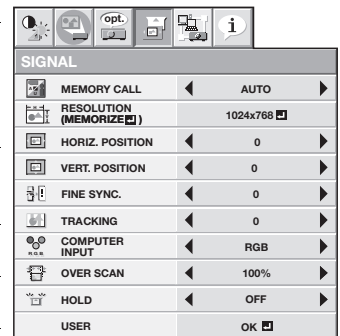 opt.
i
SIGNAL
MEMORY CALL AUTO
RESOLUTION
(MEMORIZE ) 1024x768
HORIZ. POSITION 0
VERT. POSITION 0
FINE SYNC. 0
TRACKING 0
R.G.B. COMPUTER
INPUT RGB
OVER SCAN 100%
HOLD OFF
USER OK